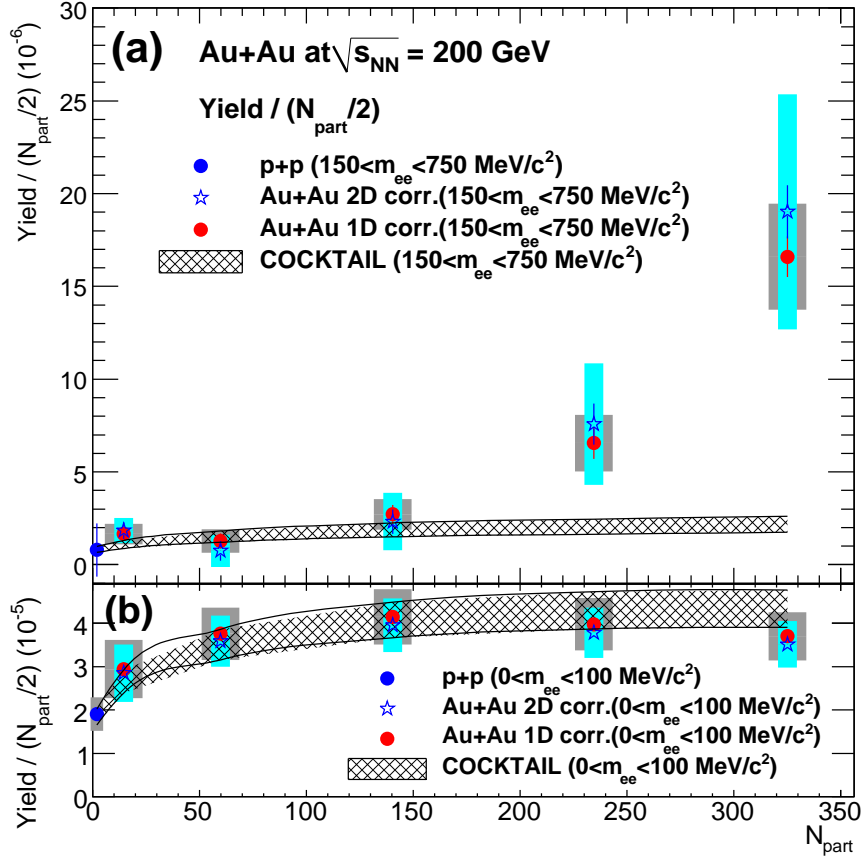 (a)
Au+Au at √s_NN = 200 GeV
Yield / (N_part/2)
p+p (150<m_ee<750 MeV/c²)
Au+Au 2D corr.(150<m_ee<750 MeV/c²)
Au+Au 1D corr.(150<m_ee<750 MeV/c²)
COCKTAIL (150<m_ee<750 MeV/c²)
Yield / (N_part/2) (10⁻⁶)
30
25
20
15
10
5
0
(b)
p+p (0<m_ee<100 MeV/c²)
Au+Au 2D corr.(0<m_ee<100 MeV/c²)
Au+Au 1D corr.(0<m_ee<100 MeV/c²)
COCKTAIL (0<m_ee<100 MeV/c²)
Yield / (N_part/2) (10⁻⁵)
4
3
2
1
0
0 50 100 150 200 250 300 350
N_part